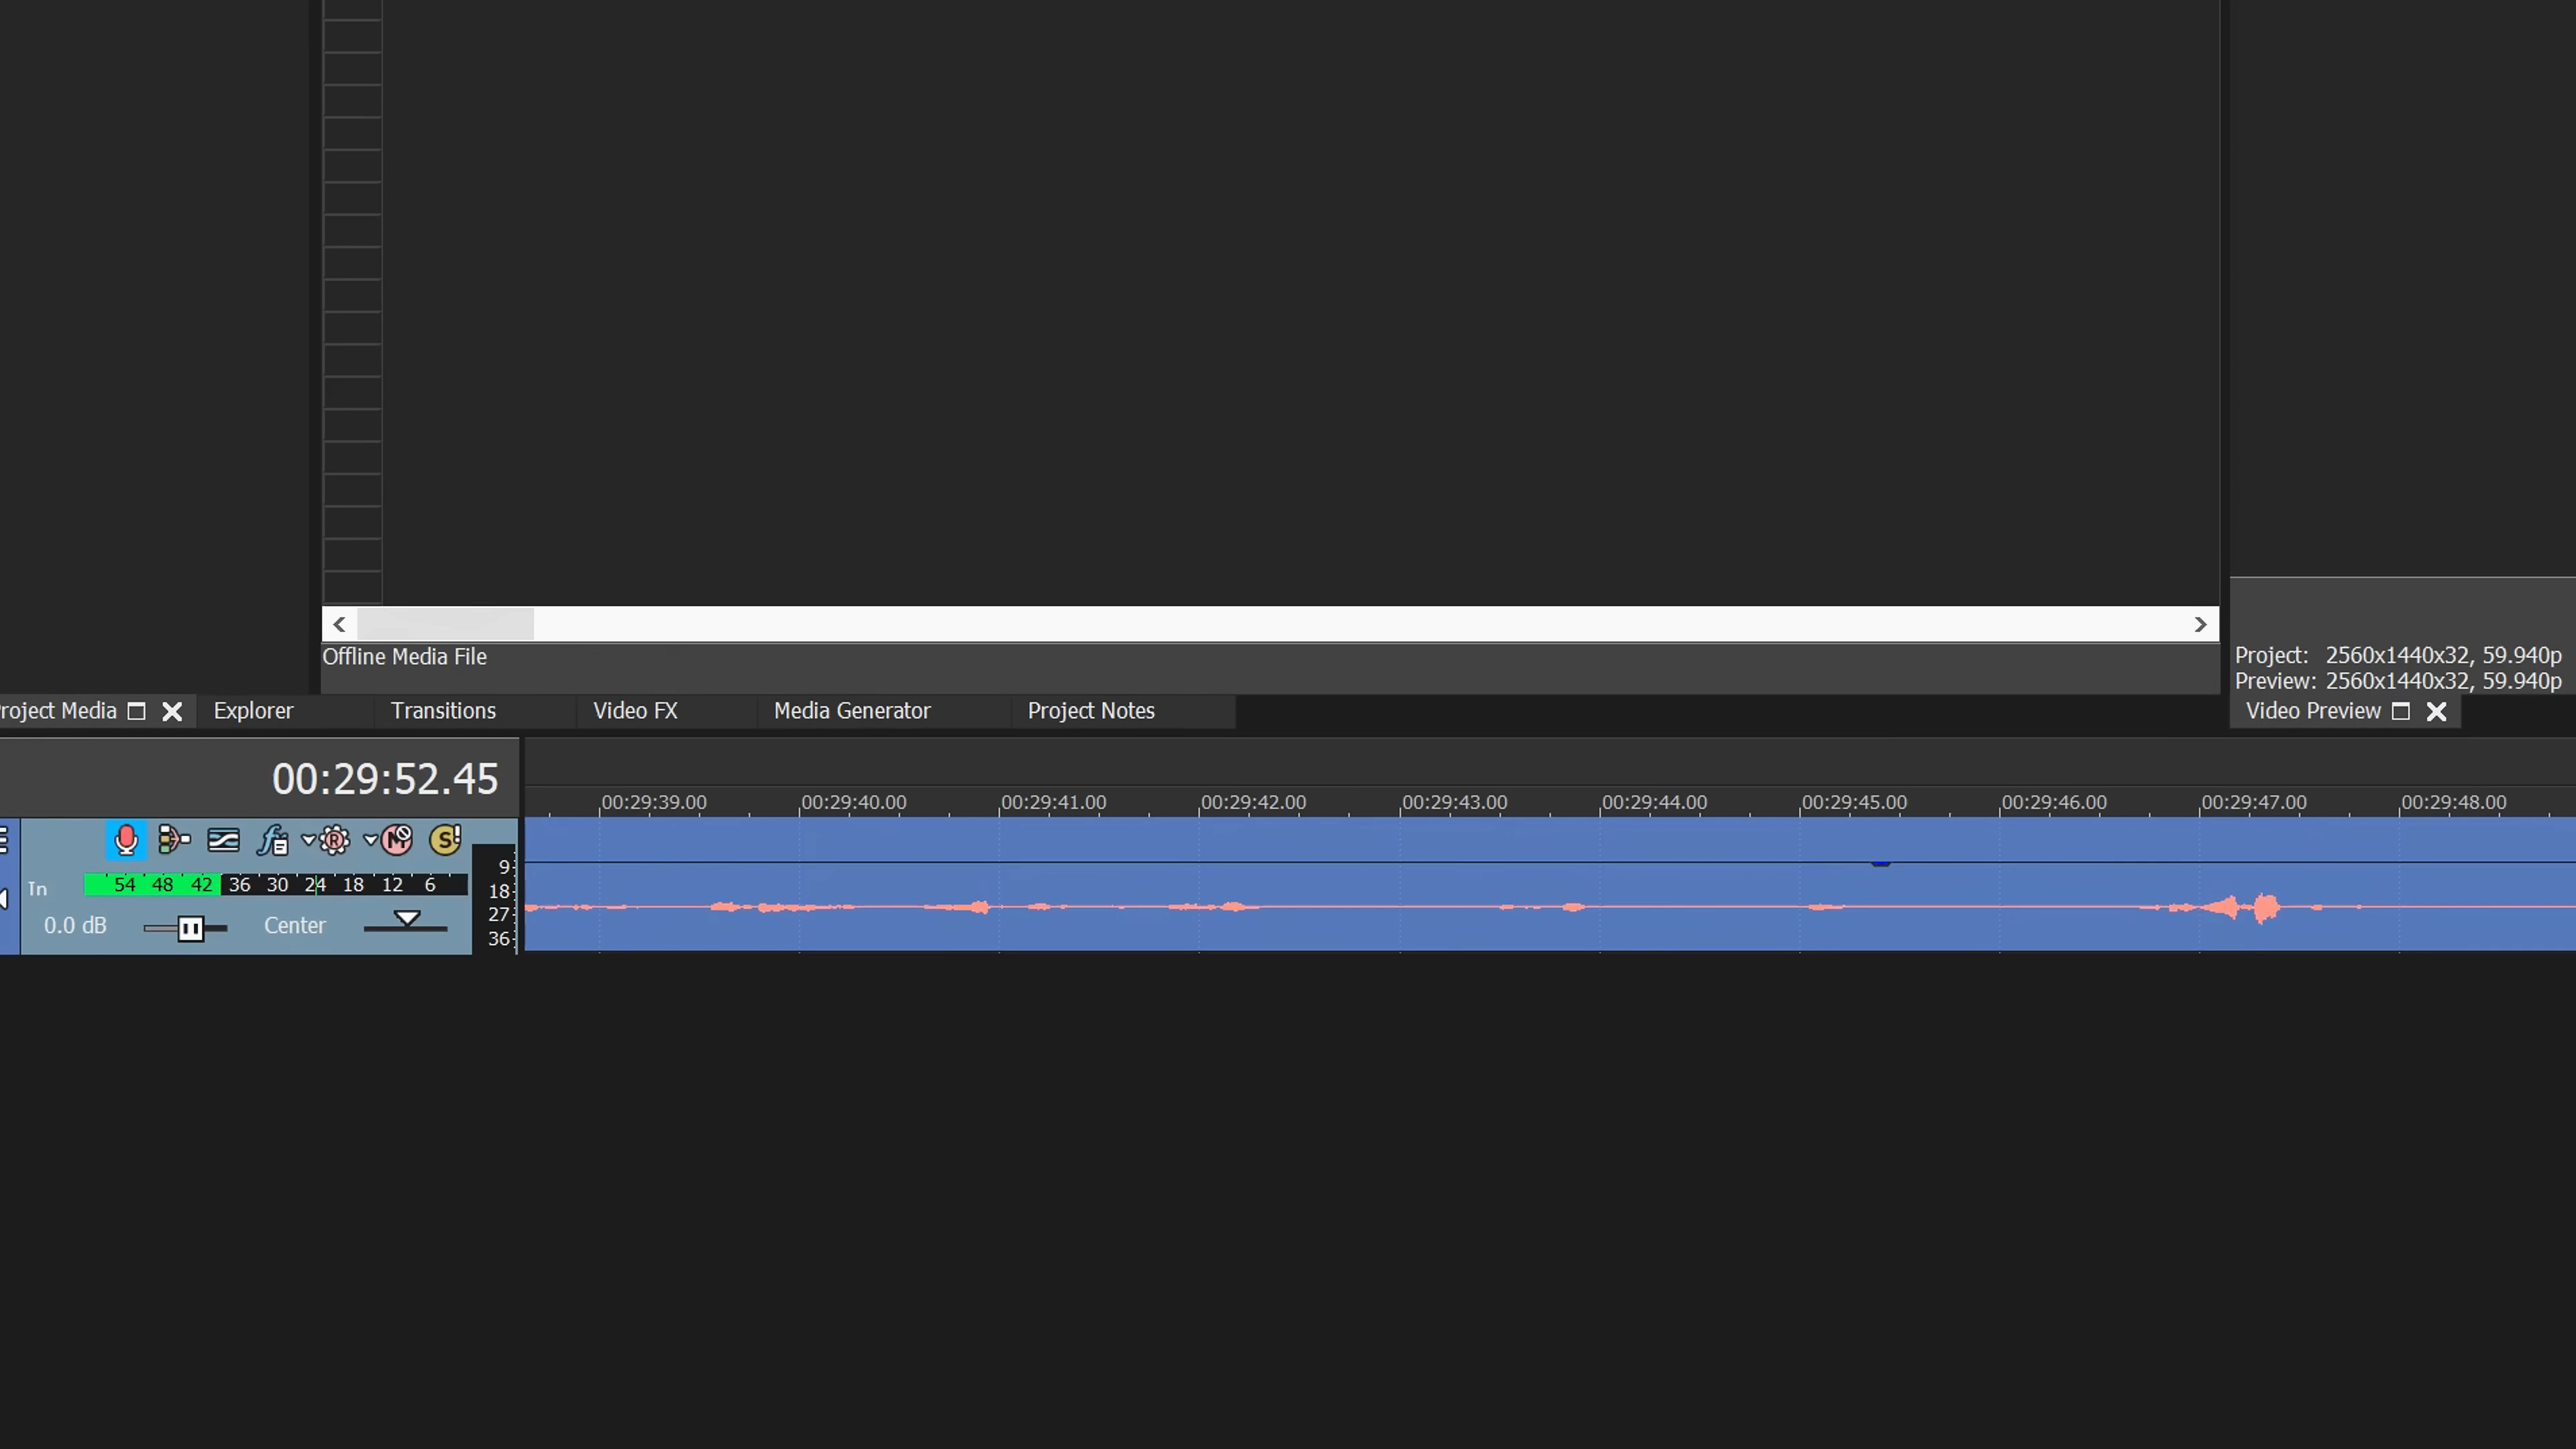 Offline Media File
Project: 2560x1440x32, 59.940p
Preview: 2560x1440x32, 59.940p
roject Media Explorer Transitions Video FX Media Generator Project Notes Video Preview
00:29:52.45
00:29:39.00 00:29:40.00 00:29:41.00 00:29:42.00 00:29:43.00 00:29:44.00 00:29:45.00 00:29:46.00 00:29:47.00 00:29:48.00
R M S!
In 54 48 42 36 30 24 18 12 6
0.0 dB Center
9
18
27
36